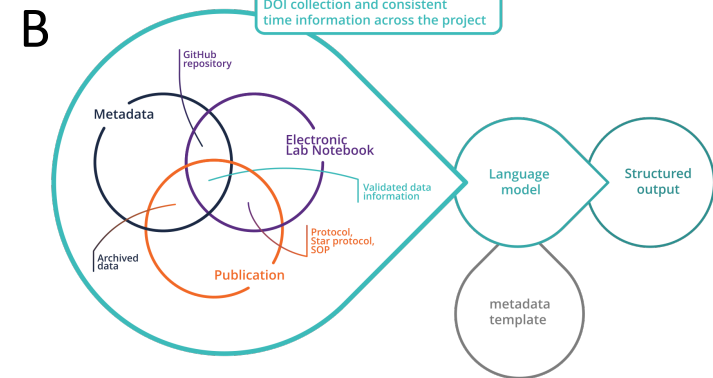 B
DOI collection and consistent
time information across the project
GitHub
repository
Metadata
Electronic
Lab Notebook
Validated data
information
Protocol,
Star protocol,
SOP
Archived
data
Publication
Language
model
Structured
output
metadata
template